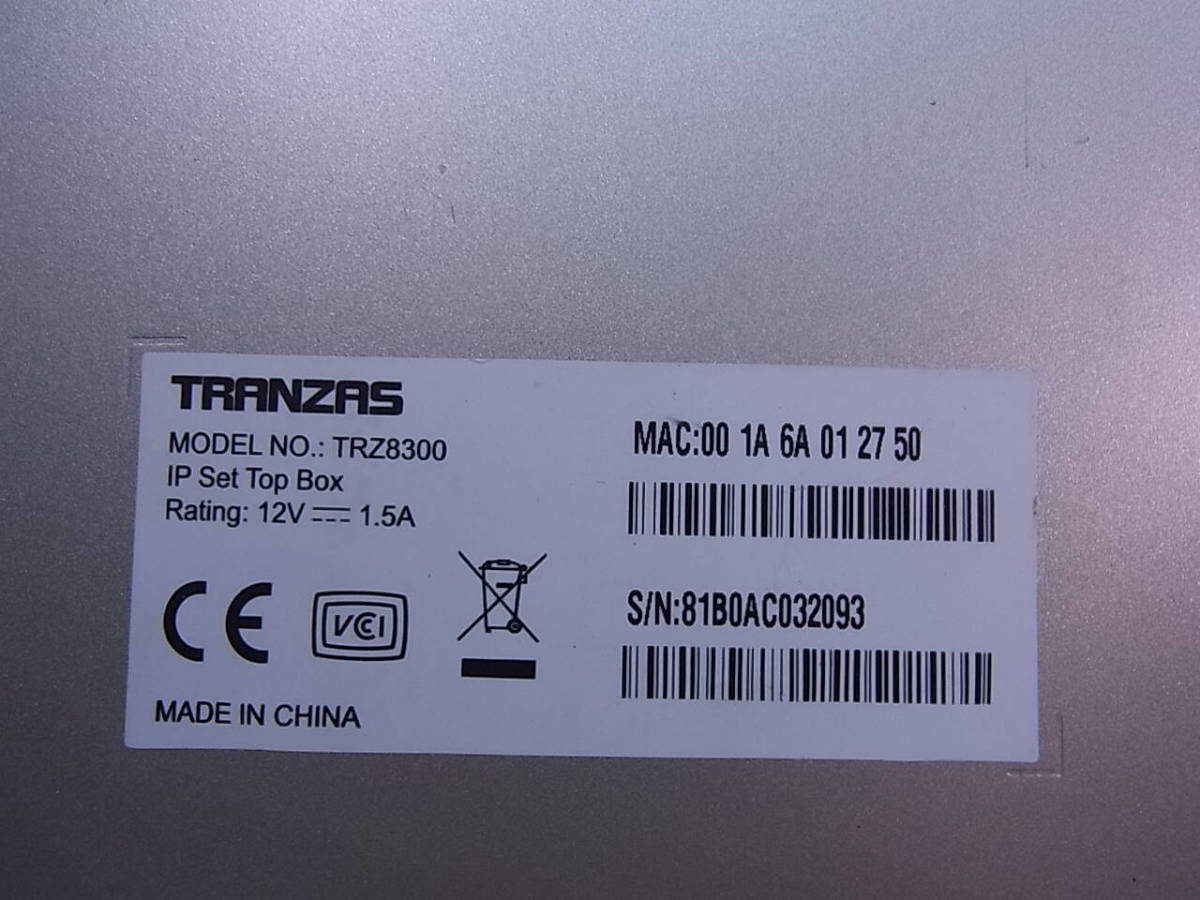 TRANZAS
MODEL NO.: TRZ8300
IP Set Top Box
Rating: 12V ⎓ 1.5A
CE
VCI
MADE IN CHINA
MAC:00 1A 6A 01 27 50
S/N:81B0AC032093